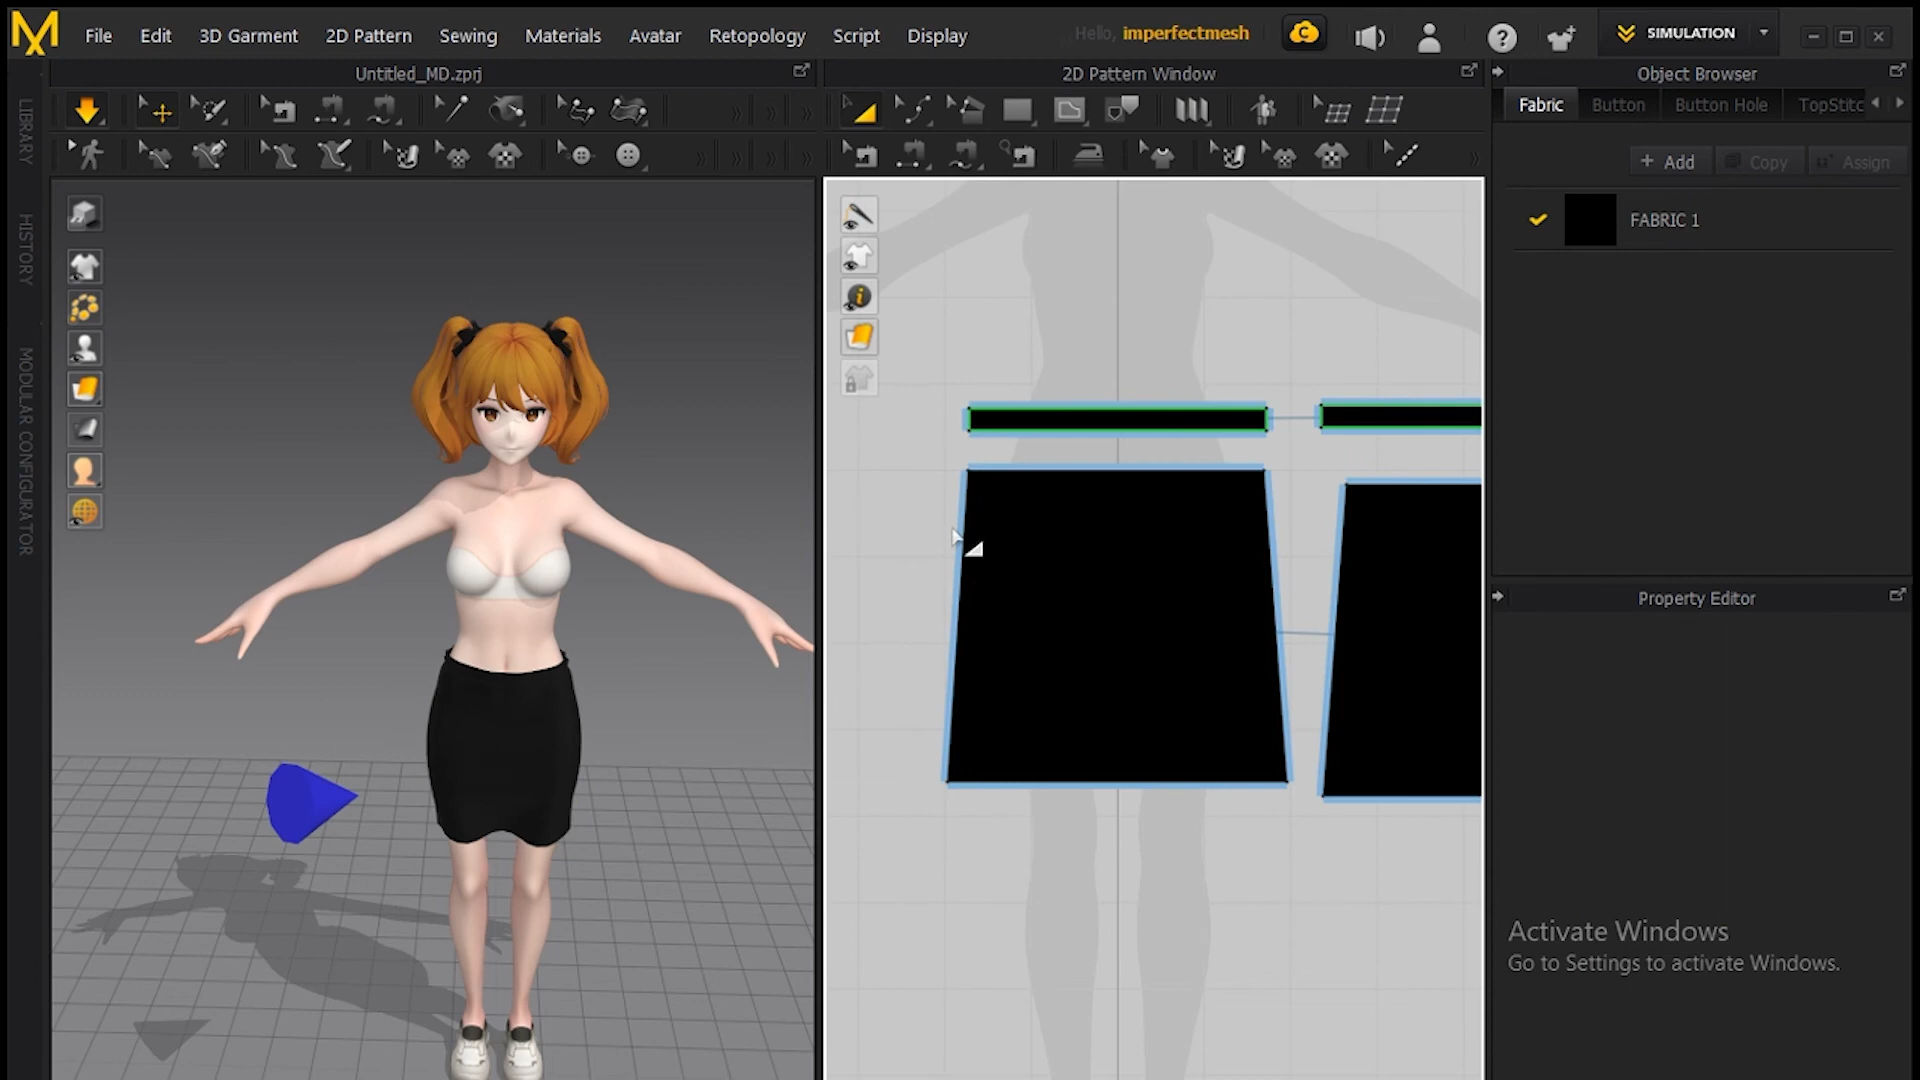 File Edit 3D Garment 2D Pattern Sewing Materials Avatar Retopology Script Display Hello, imperfectmesh SIMULATION
Untitled_MD.zprj
2D Pattern Window
Object Browser
Fabric Button Button Hole TopStitc
+ Add Copy Assign
FABRIC 1
LIBRARY
HISTORY
MODULAR CONFIGURATOR
Property Editor
Activate Windows
Go to Settings to activate Windows.